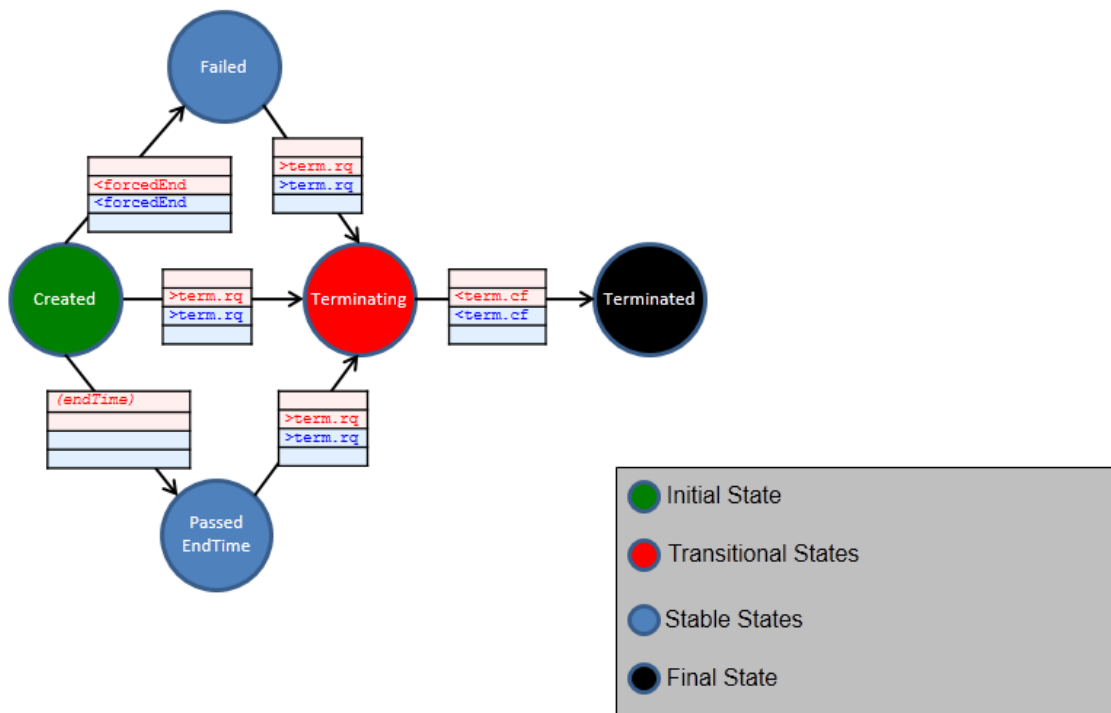 Failed
>term.rq
>term.rq
<forcedEnd
<forcedEnd
Created
>term.rq
>term.rq
Terminating
<term.cf
<term.cf
Terminated
(endTime)
>term.rq
>term.rq
Passed
EndTime
Initial State
Transitional States
Stable States
Final State